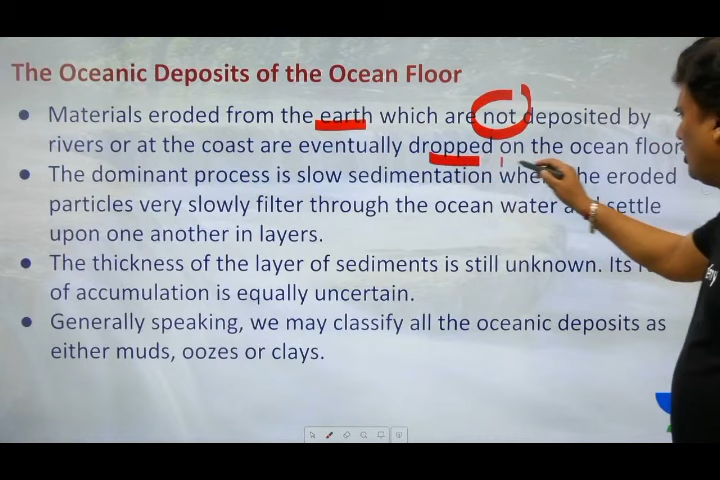 The Oceanic Deposits of the Ocean Floor
● Materials eroded from the earth which are not deposited by
rivers or at the coast are eventually dropped on the ocean floor
● The dominant process is slow sedimentation where the eroded
particles very slowly filter through the ocean water and settle
upon one another in layers.
● The thickness of the layer of sediments is still unknown. Its
of accumulation is equally uncertain.
● Generally speaking, we may classify all the oceanic deposits as
either muds, oozes or clays.